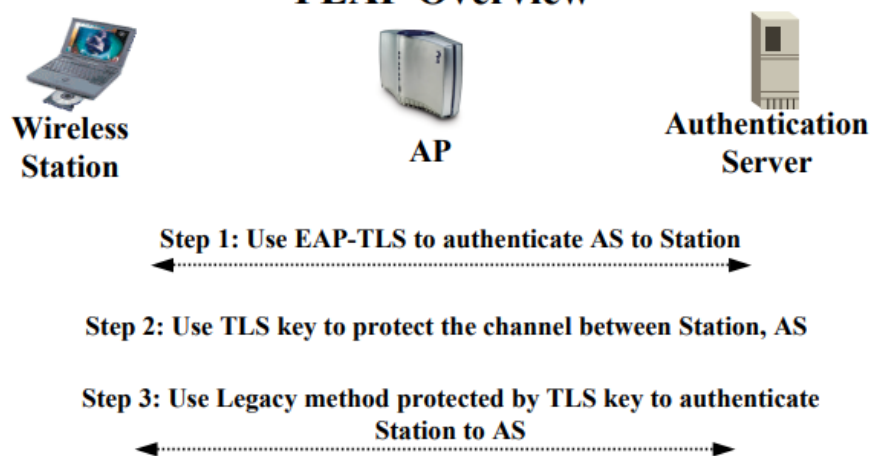 PEAP Overview
Wireless
Station
AP
Authentication
Server
Step 1: Use EAP-TLS to authenticate AS to Station
Step 2: Use TLS key to protect the channel between Station, AS
Step 3: Use Legacy method protected by TLS key to authenticate
Station to AS